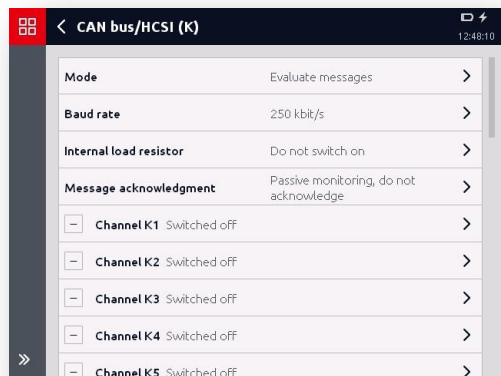 CAN bus/HCSI (K)
12:48:10
Mode Evaluate messages
Baud rate 250 kbit/s
Internal load resistor Do not switch on
Message acknowledgment Passive monitoring, do not
acknowledge
Channel K1 Switched off
Channel K2 Switched off
Channel K3 Switched off
Channel K4 Switched off
Channel K5 Switched off